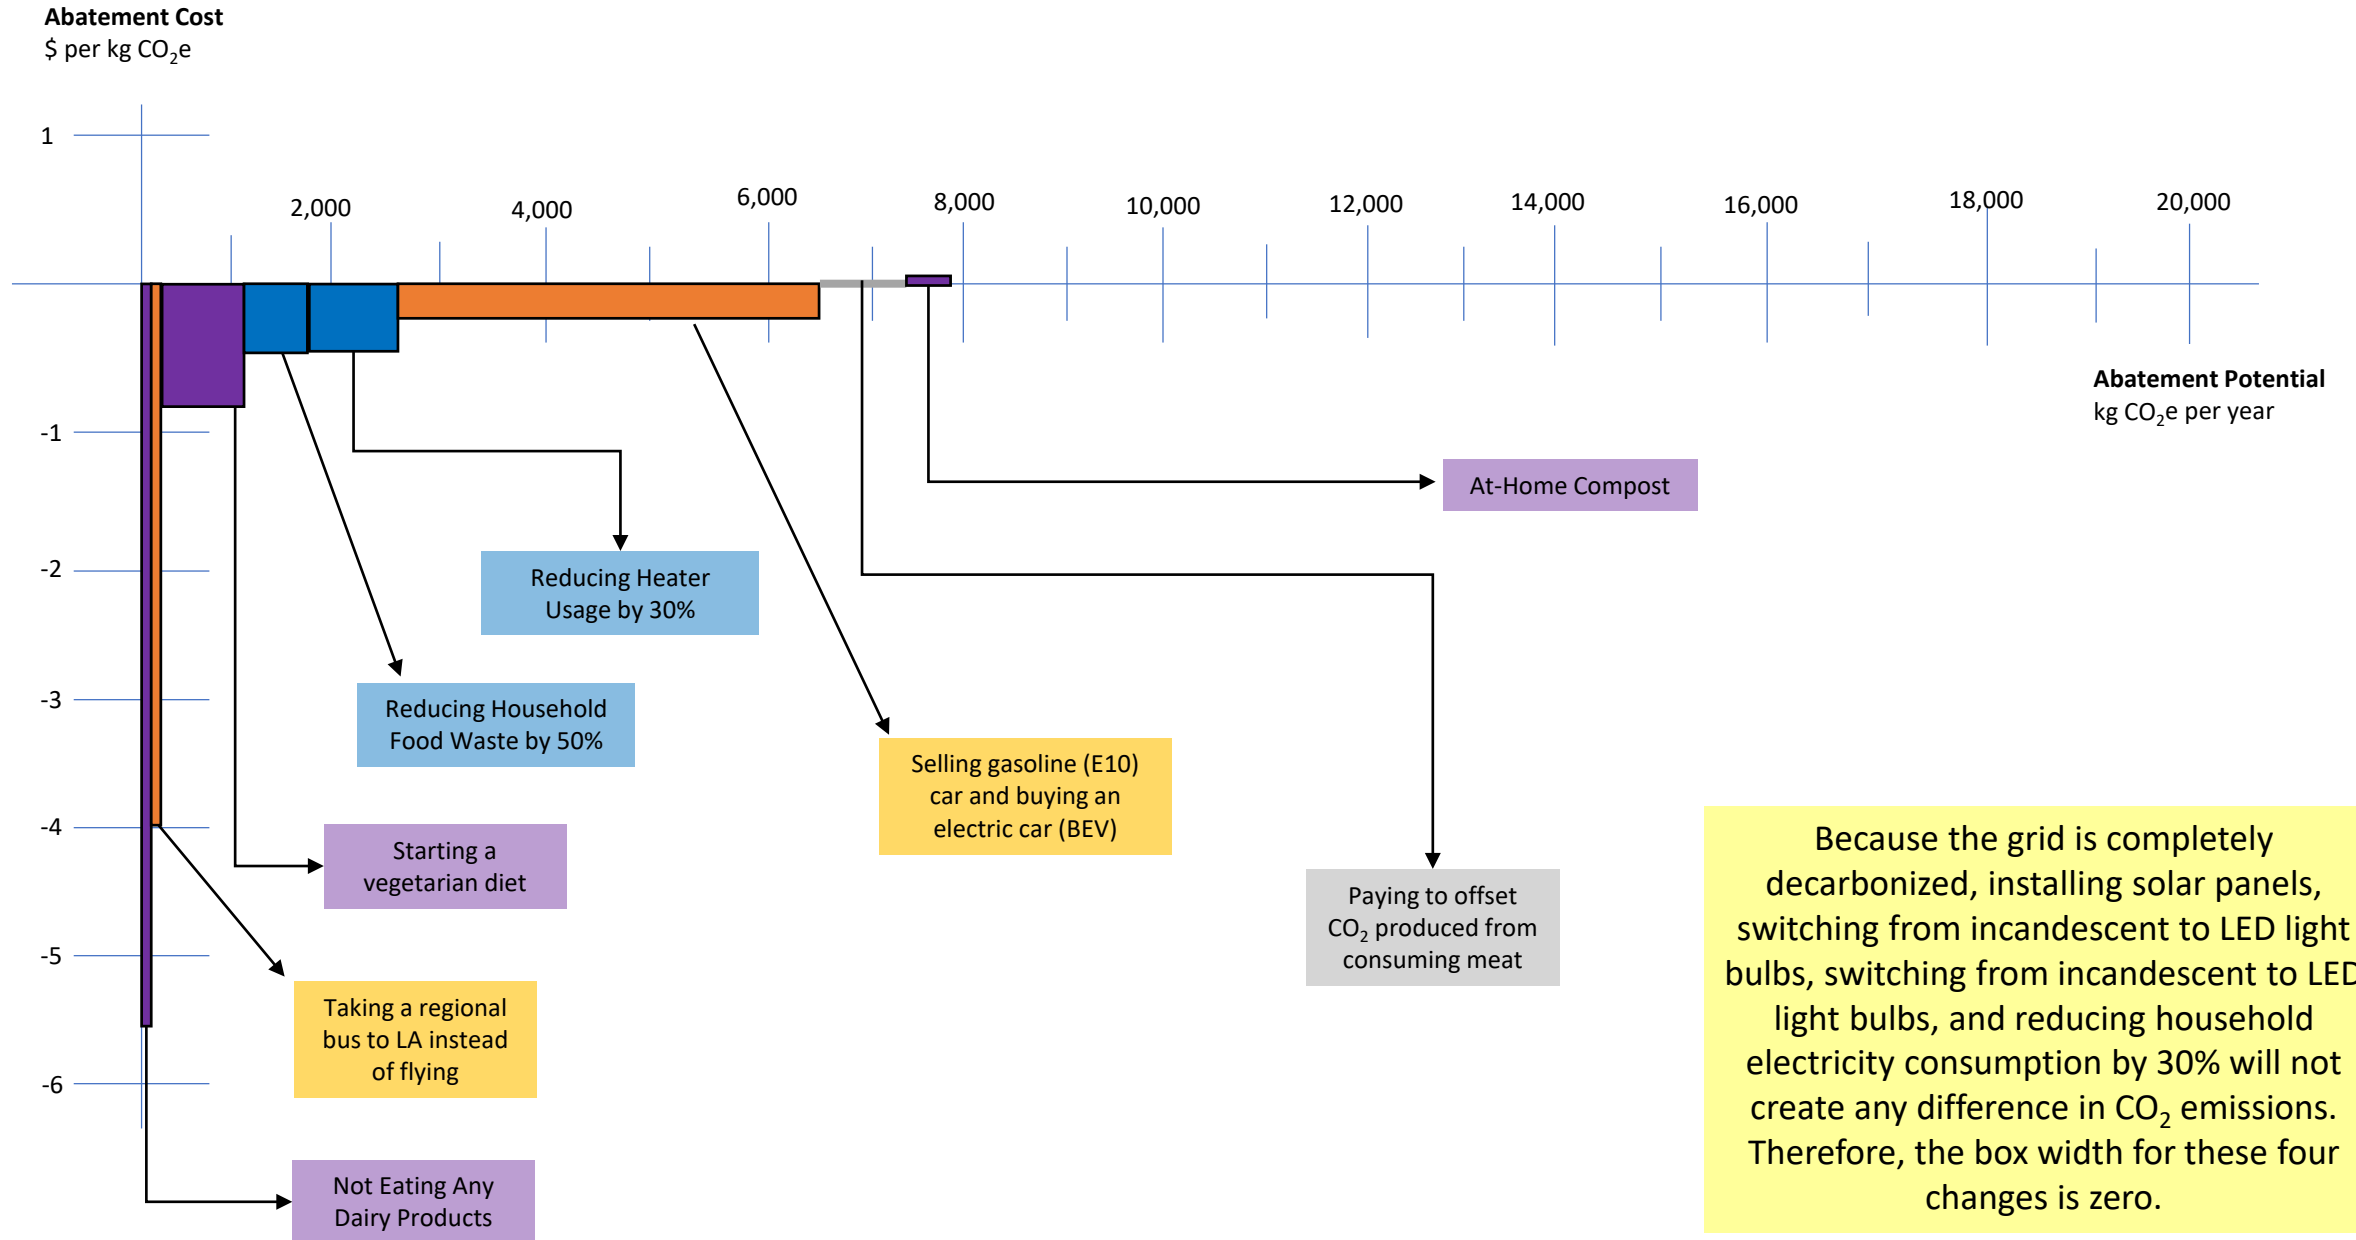 Abatement Cost
$ per kg CO₂e
1
2,000
4,000
6,000
8,000
10,000
12,000
14,000
16,000
18,000
20,000
Abatement Potential
kg CO₂e per year
-1
-2
-3
-4
-5
-6
At-Home Compost
Reducing Heater
Usage by 30%
Reducing Household
Food Waste by 50%
Selling gasoline (E10)
car and buying an
electric car (BEV)
Starting a
vegetarian diet
Paying to offset
CO₂ produced from
consuming meat
Taking a regional
bus to LA instead
of flying
Not Eating Any
Dairy Products
Because the grid is completely
decarbonized, installing solar panels,
switching from incandescent to LED light
bulbs, switching from incandescent to LED
light bulbs, and reducing household
electricity consumption by 30% will not
create any difference in CO₂ emissions.
Therefore, the box width for these four
changes is zero.